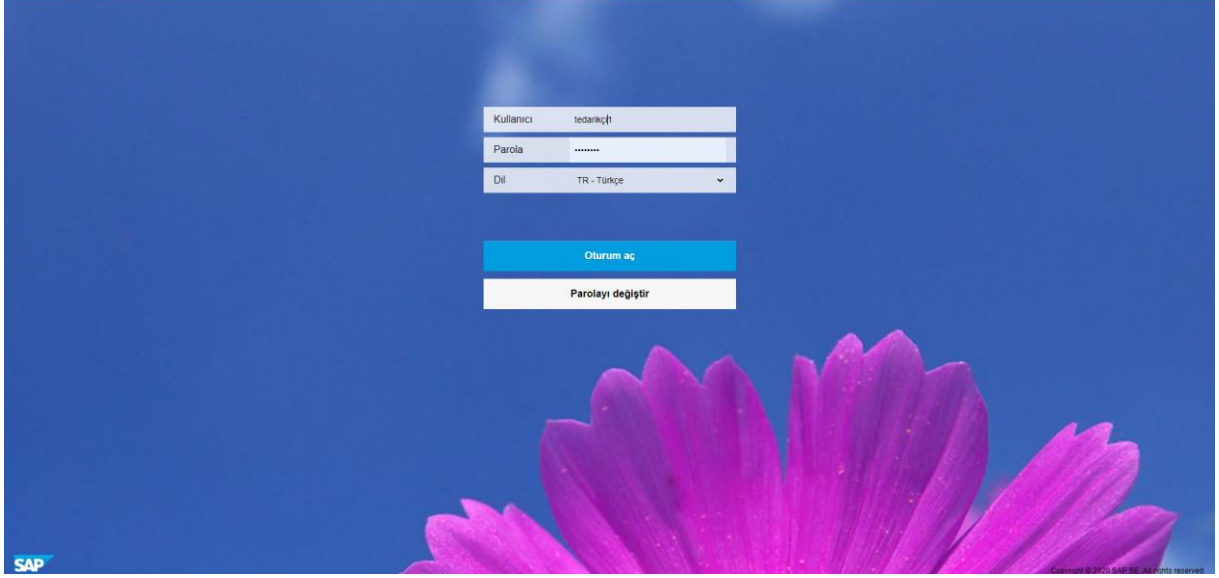 Kullanıcı tedarikçi1
Parola ········
Dil TR - Türkçe
Oturum aç
Parolayı değiştir
SAP
Copyright © 2020 SAP SE. All rights reserved.